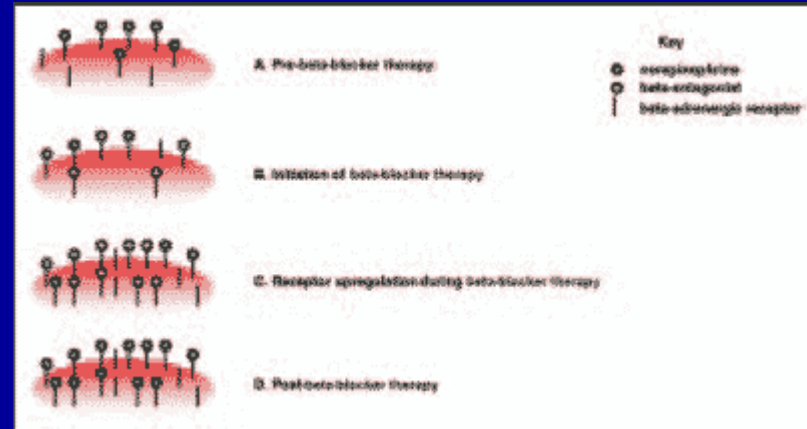 A. Pre-beta-blocker therapy
Key
norepinephrine
beta-antagonist
beta-adrenergic receptor
B. Initiation of beta-blocker therapy
C. Receptor upregulation during beta-blocker therapy
D. Post-beta-blocker therapy